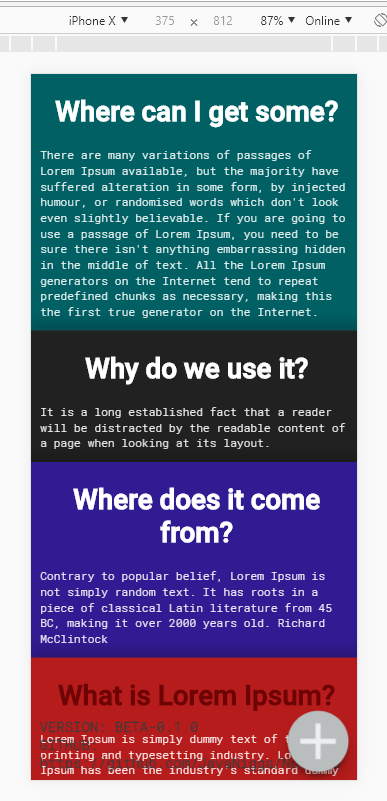 iPhone X ▼ 375 × 812 87% ▼ Online ▼
Where can I get some?
There are many variations of passages of
Lorem Ipsum available, but the majority have
suffered alteration in some form, by injected
humour, or randomised words which don't look
even slightly believable. If you are going to
use a passage of Lorem Ipsum, you need to be
sure there isn't anything embarrassing hidden
in the middle of text. All the Lorem Ipsum
generators on the Internet tend to repeat
predefined chunks as necessary, making this
the first true generator on the Internet.
Why do we use it?
It is a long established fact that a reader
will be distracted by the readable content of
a page when looking at its layout.
Where does it come
from?
Contrary to popular belief, Lorem Ipsum is
not simply random text. It has roots in a
piece of classical Latin literature from 45
BC, making it over 2000 years old. Richard
McClintock
What is Lorem Ipsum?
VERSION: BETA-0.1.0
Lorem Ipsum is simply dummy text of
GITHUB:
printing and typesetting industry.
Ipsum has been the industry's standard dummy